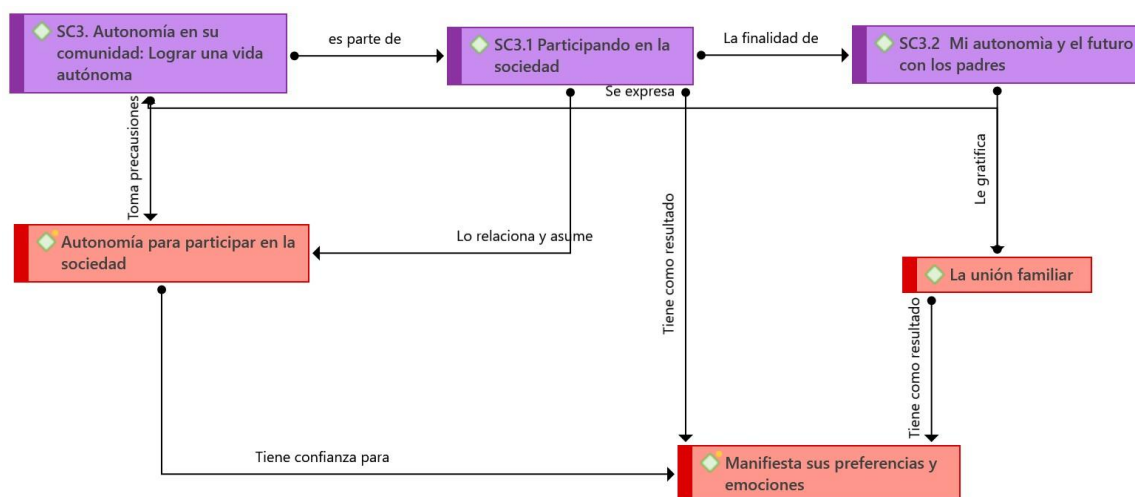 SC3. Autonomía en su
comunidad: Lograr una vida
autónoma
es parte de
SC3.1 Participando en la
sociedad
La finalidad de
SC3.2 Mi autonomìa y el futuro
con los padres
Se expresa
Toma precausiones
Le gratifica
Autonomía para participar en la
sociedad
Lo relaciona y asume
Tiene como resultado
La unión familiar
Tiene como resultado
Tiene confianza para
Manifiesta sus preferencias y
emociones